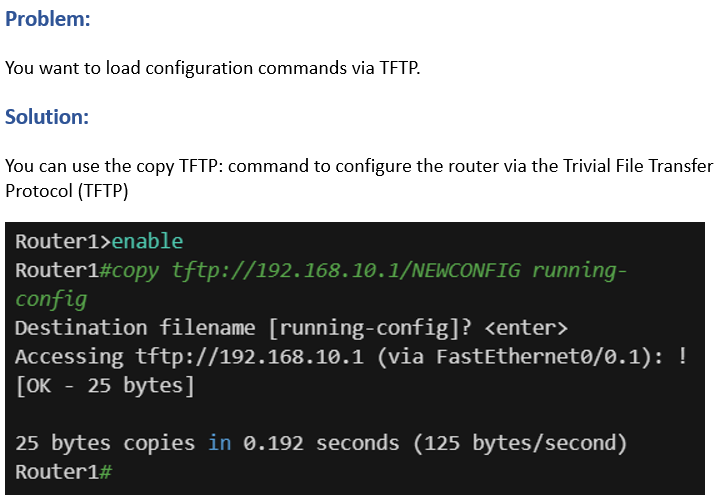 Problem:
You want to load configuration commands via TFTP.
Solution:
You can use the copy TFTP: command to configure the router via the Trivial File Transfer
Protocol (TFTP)
Router1>enable
Router1#copy tftp://192.168.10.1/NEWCONFIG running-
config
Destination filename [running-config]? <enter>
Accessing tftp://192.168.10.1 (via FastEthernet0/0.1): !
[OK - 25 bytes]
25 bytes copies in 0.192 seconds (125 bytes/second)
Router1#